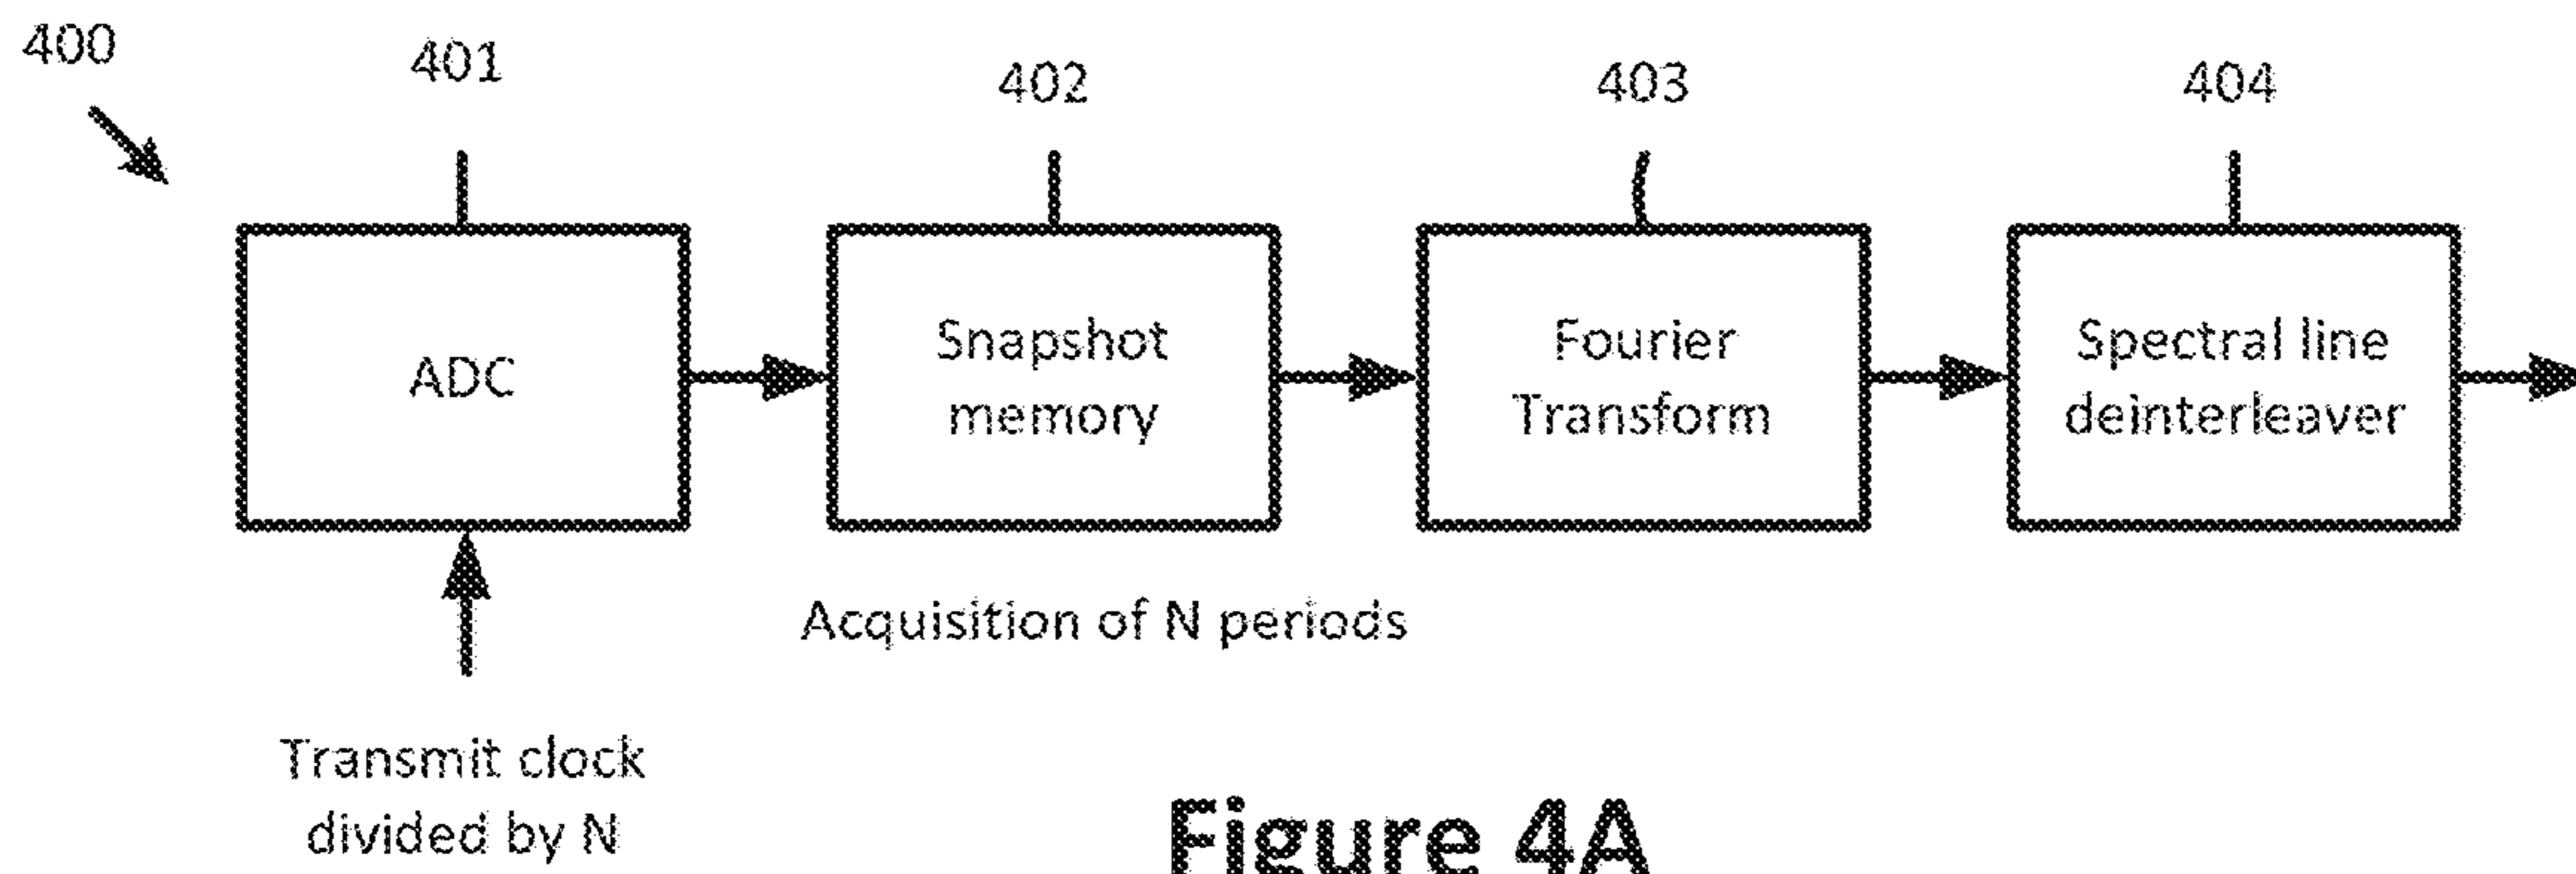 400
401
402
403
404
ADC
Snapshot
memory
Fourier
Transform
Spectral line
deinterleaver
Acquisition of N periods
Transmit clock
divided by N
Figure 4A